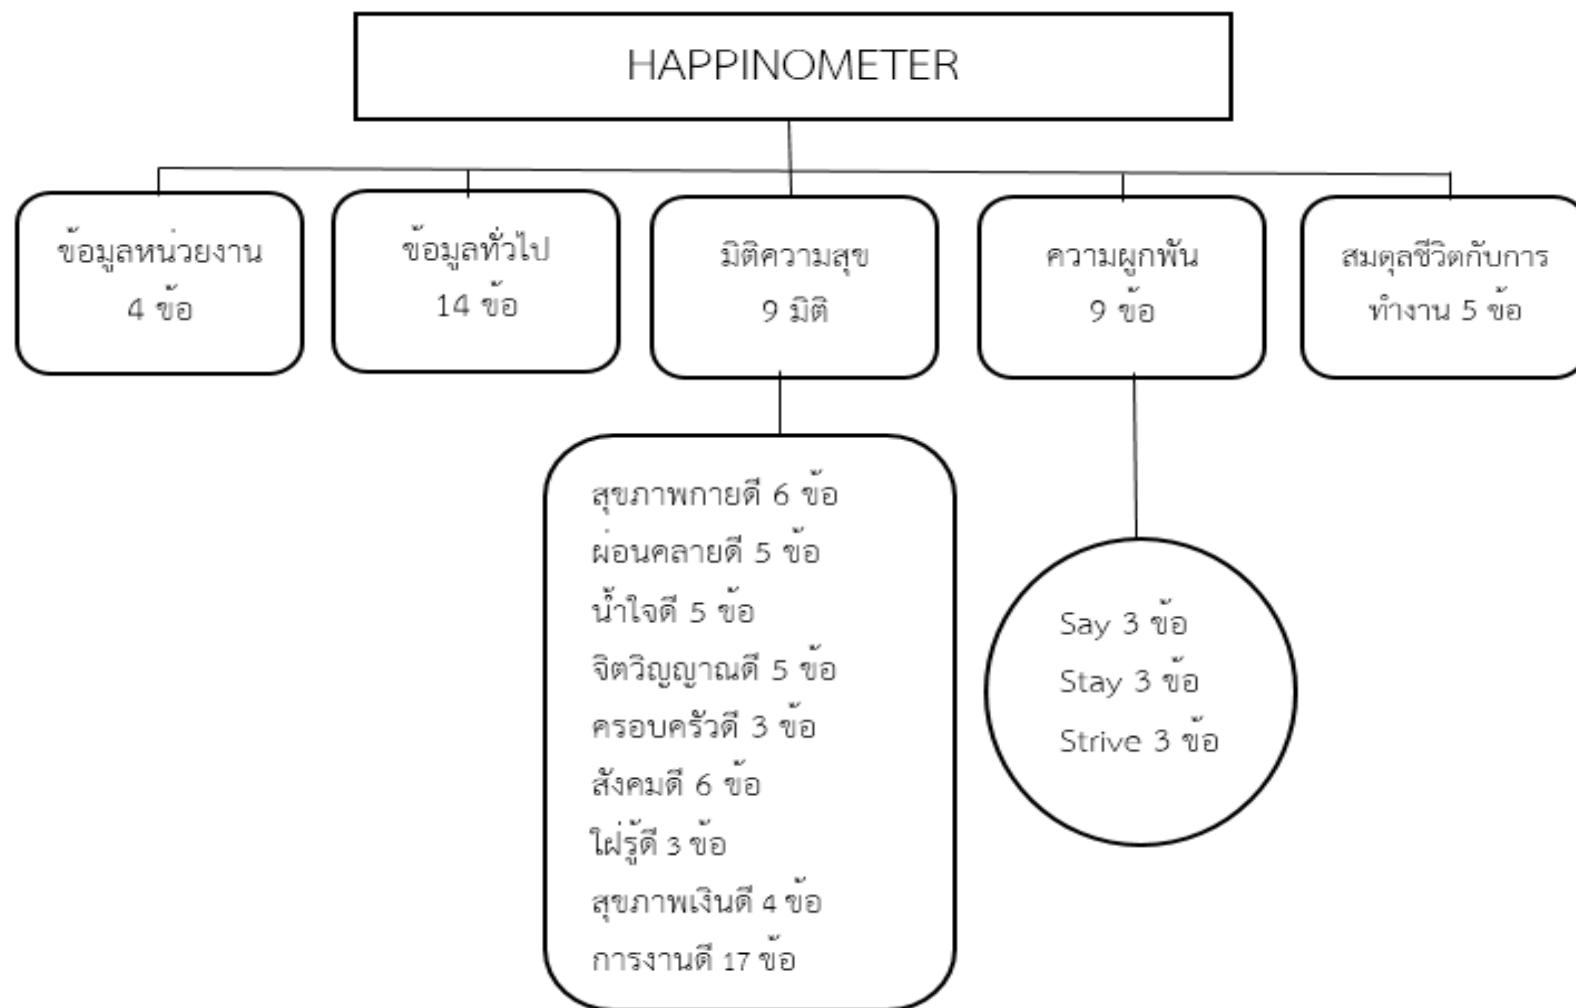 HAPPINOMETER
ข้อมูลหน่วยงาน
4 ข้อ
ข้อมูลทั่วไป
14 ข้อ
มิติความสุข
9 มิติ
ความผูกพัน
9 ข้อ
สมดุลชีวิตกับการ
ทำงาน 5 ข้อ
สุขภาพกายดี 6 ข้อ
ผ่อนคลายดี 5 ข้อ
น้ำใจดี 5 ข้อ
จิตวิญญาณดี 5 ข้อ
ครอบครัวดี 3 ข้อ
สังคมดี 6 ข้อ
ใฝ่รู้ดี 3 ข้อ
สุขภาพเงินดี 4 ข้อ
การงานดี 17 ข้อ
Say 3 ข้อ
Stay 3 ข้อ
Strive 3 ข้อ